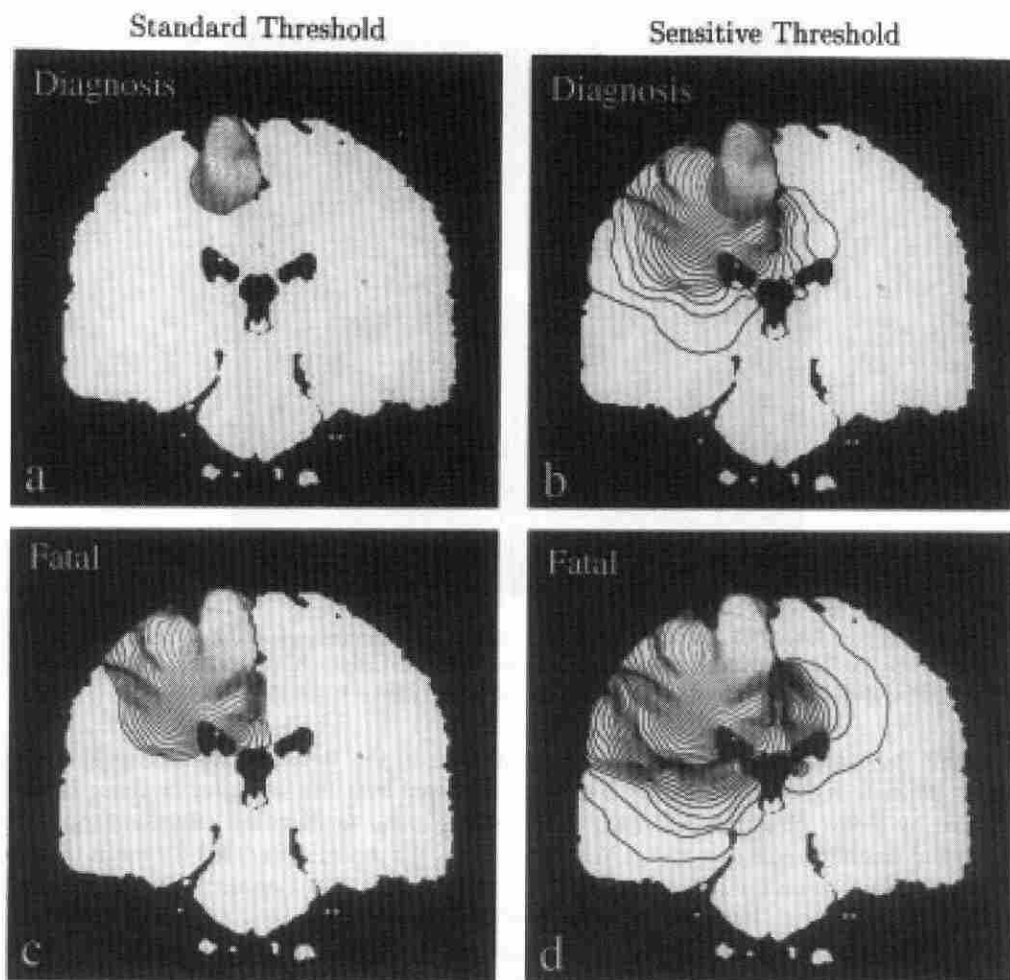 Standard Threshold
Sensitive Threshold
Diagnosis
Diagnosis
a
b
Fatal
Fatal
c
d